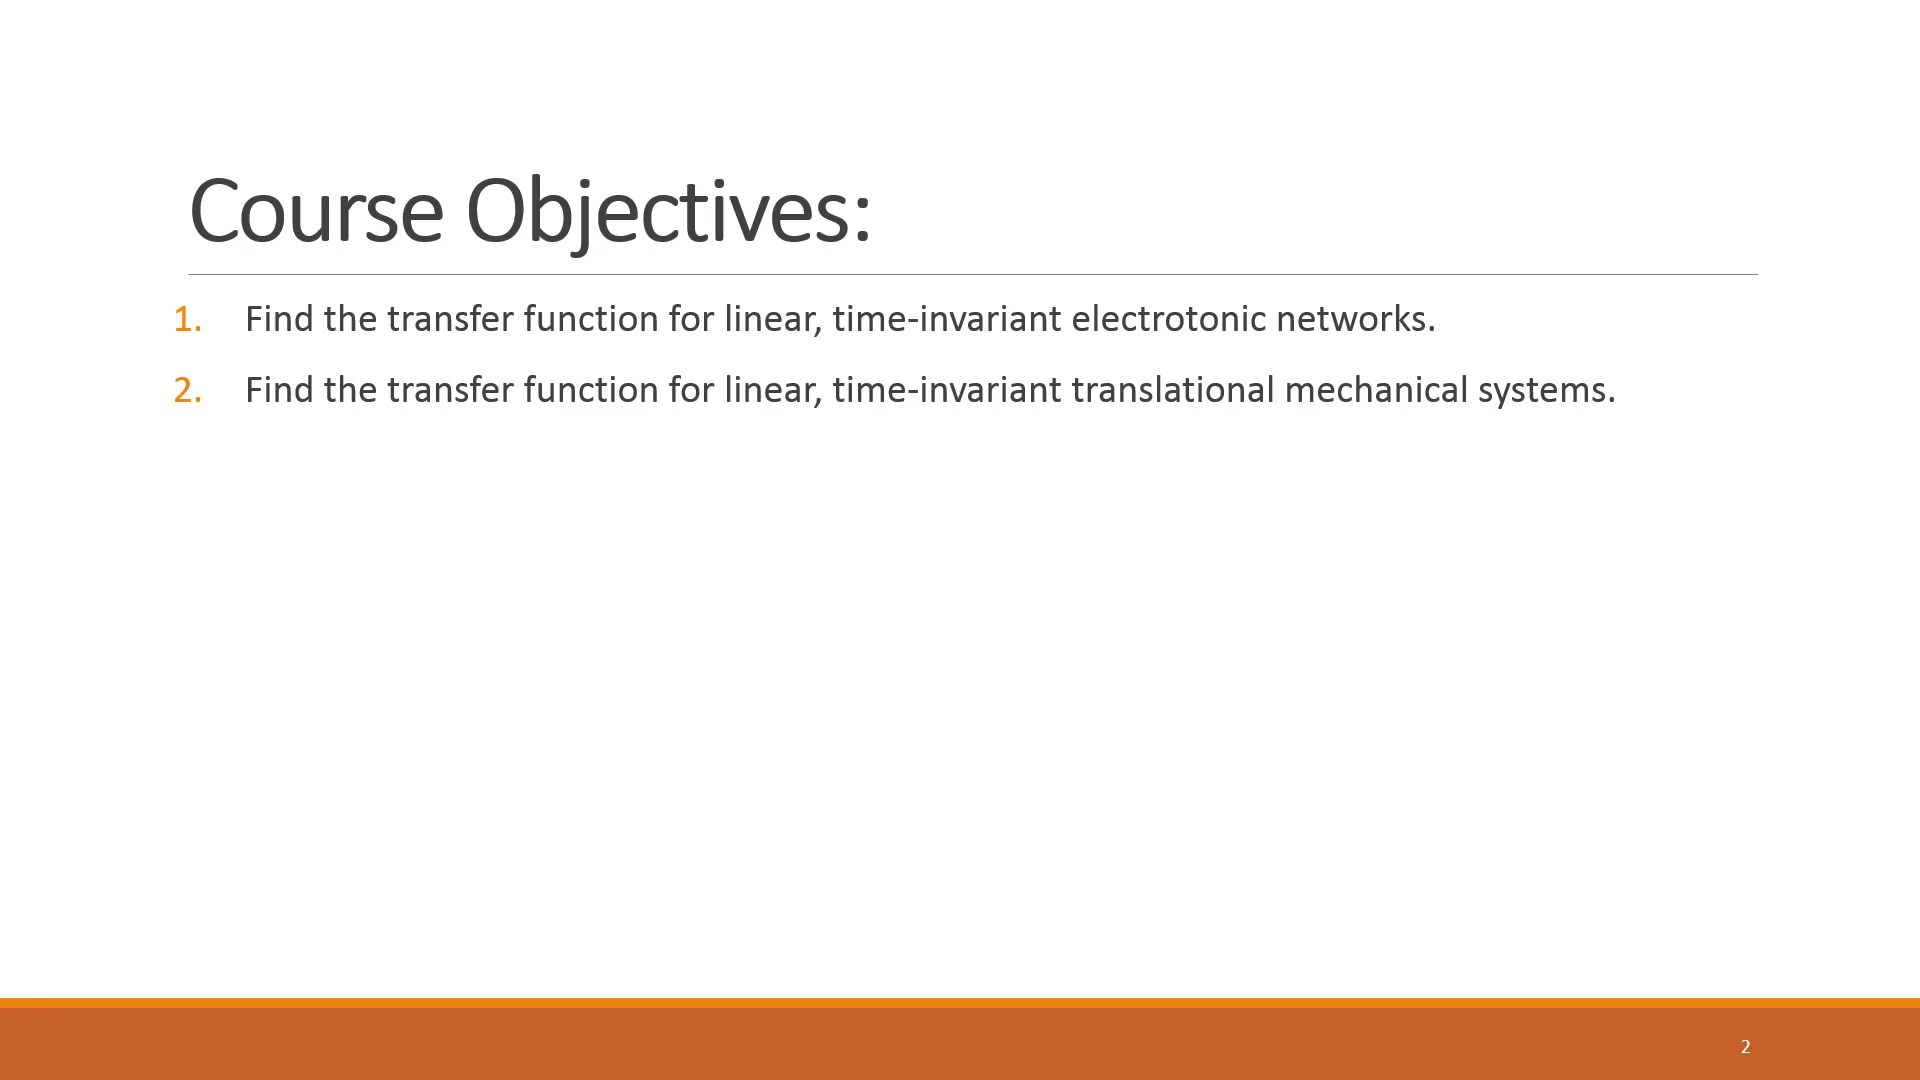 Course Objectives:
1. Find the transfer function for linear, time-invariant electrotonic networks.
2. Find the transfer function for linear, time-invariant translational mechanical systems.
2